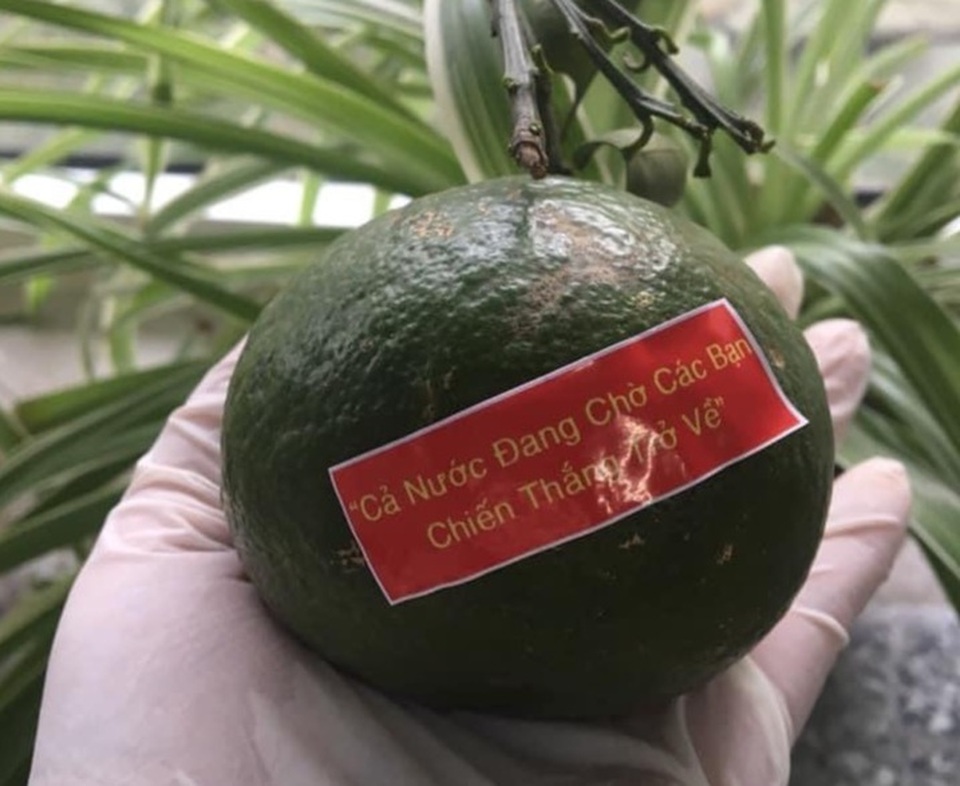 “Cả Nước Đang Chờ Các Bạn
Chiến Thắng Trở Về”